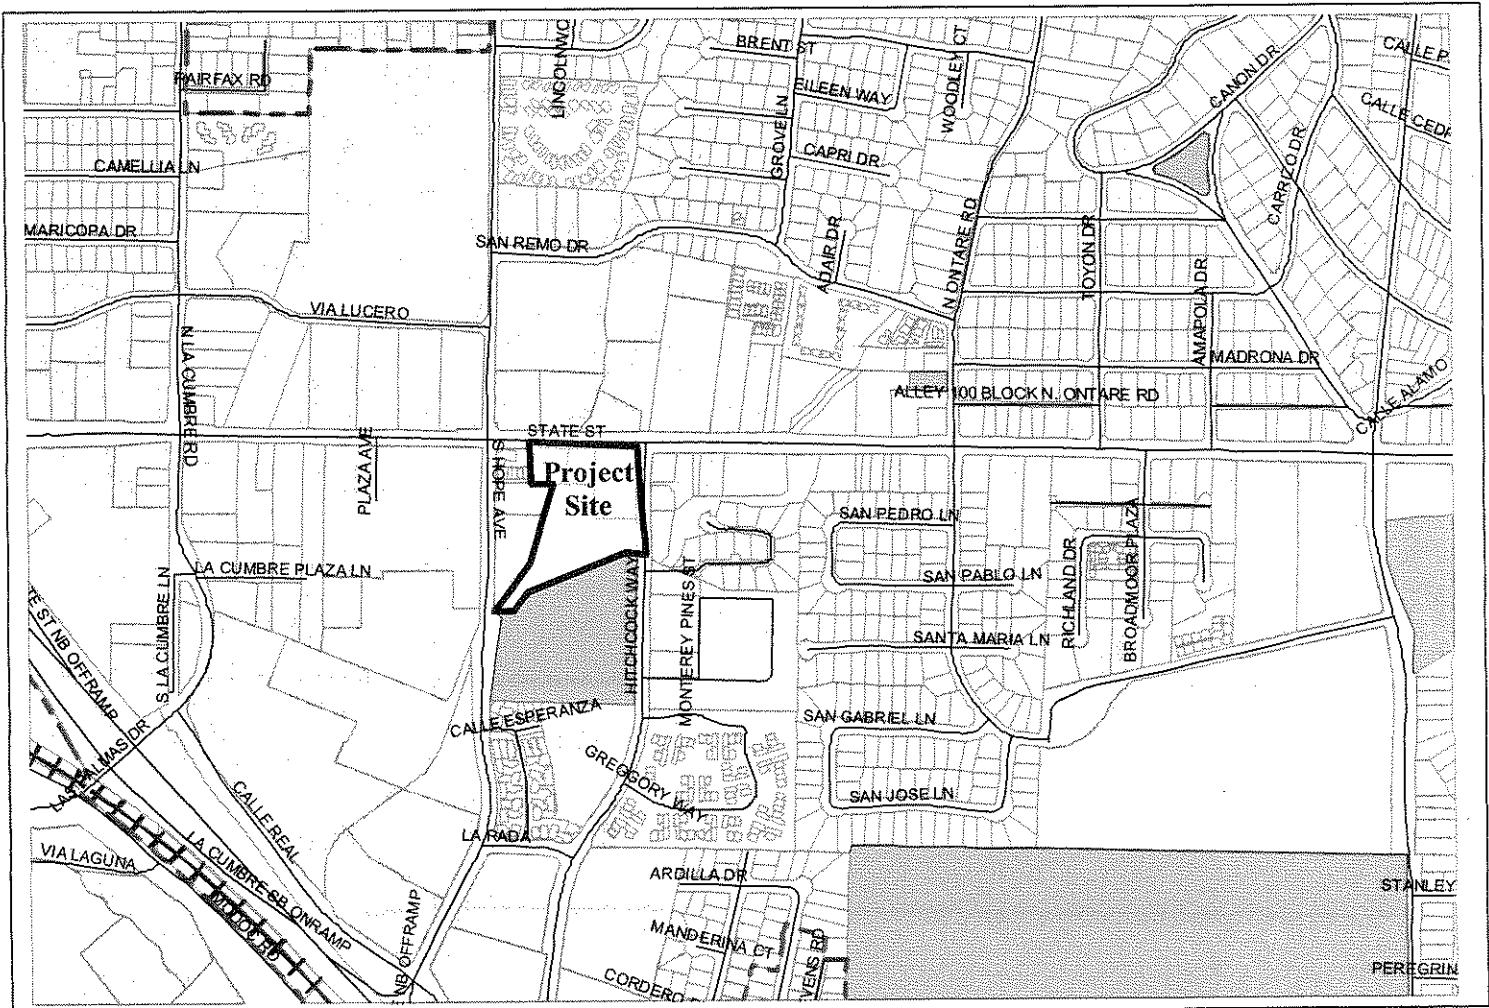 BRENT ST
FAIRFAX RD
EILEEN WAY
WOODLEY CT
CANON DR
CALLE
LINCOLNWOOD
GROVE LN
CAPRI DR
CAMELLIA LN
CARRIZO DR
MARICOPA DR
SAN REMO DR
ADAIR DR
N ONTARE RD
TOYON DR
AMAPOLA DR
VIA LUCERO
N LA CUMBRE RD
MADRONA DR
ALLEY 100 BLOCK N. ONTARE RD
CALLE ALAMO
STATE ST
PLAZA AVE
S HOPE AVE
Project
Site
SAN PEDRO LN
LA CUMBRE PLAZA LN
SAN PABLO LN
RICHLAND DR
BROADMOOR PLAZA
S LA CUMBRE LN
HITCHCOCK WAY
MONTEREY PINES ST
SANTA MARIA LN
ST NB OFFRAMP
CALLE ESPERANZA
SAN GABRIEL LN
LAS PALMAS DR
GREGGORY WAY
CALLE REAL
SAN JOSE LN
LA RADA
VIA LAGUNA
LA CUMBRE SB ONRAMP
MODOC RD
ARDILLA DR
STANLEY
NB OFFRAMP
MANDERINA CT
CORDERO
PEREGRIN